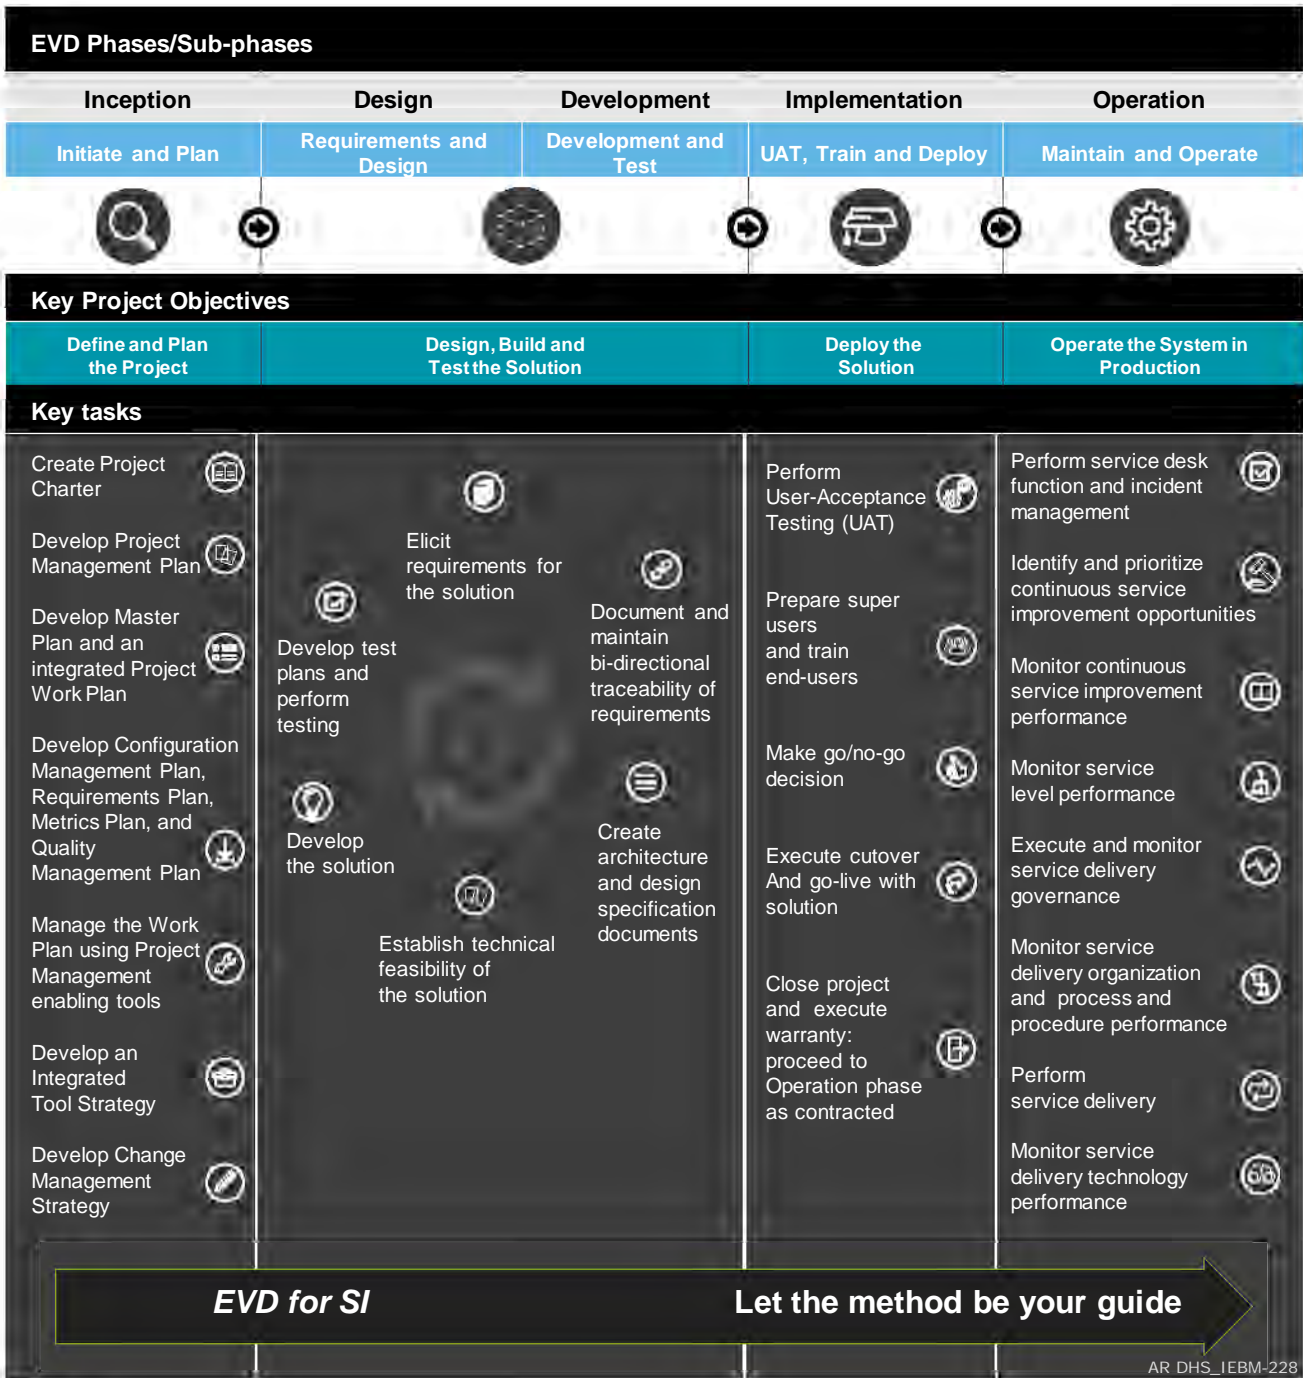 EVD Phases/Sub-phases
Inception
Design
Development
Implementation
Operation
Initiate and Plan
Requirements and
Design
Development and
Test
UAT, Train and Deploy
Maintain and Operate
Key Project Objectives
Define and Plan
the Project
Design, Build and
Test the Solution
Deploy the
Solution
Operate the System in
Production
Key tasks
Create Project
Charter
Develop Project
Management Plan
Develop Master
Plan and an
integrated Project
Work Plan
Develop Configuration
Management Plan,
Requirements Plan,
Metrics Plan, and
Quality
Management Plan
Manage the Work
Plan using Project
Management
enabling tools
Develop an
Integrated
Tool Strategy
Develop Change
Management
Strategy
Elicit
requirements for
the solution
Develop test
plans and
perform
testing
Document and
maintain
bi-directional
traceability of
requirements
Develop
the solution
Create
architecture
and design
specification
documents
Establish technical
feasibility of
the solution
Perform
User-Acceptance
Testing (UAT)
Prepare super
users
and train
end-users
Make go/no-go
decision
Execute cutover
And go-live with
solution
Close project
and execute
warranty:
proceed to
Operation phase
as contracted
Perform service desk
function and incident
management
Identify and prioritize
continuous service
improvement opportunities
Monitor continuous
service improvement
performance
Monitor service
level performance
Execute and monitor
service delivery
governance
Monitor service
delivery organization
and process and
procedure performance
Perform
service delivery
Monitor service
delivery technology
performance
EVD for SI
Let the method be your guide
AR DHS_IEBM-228